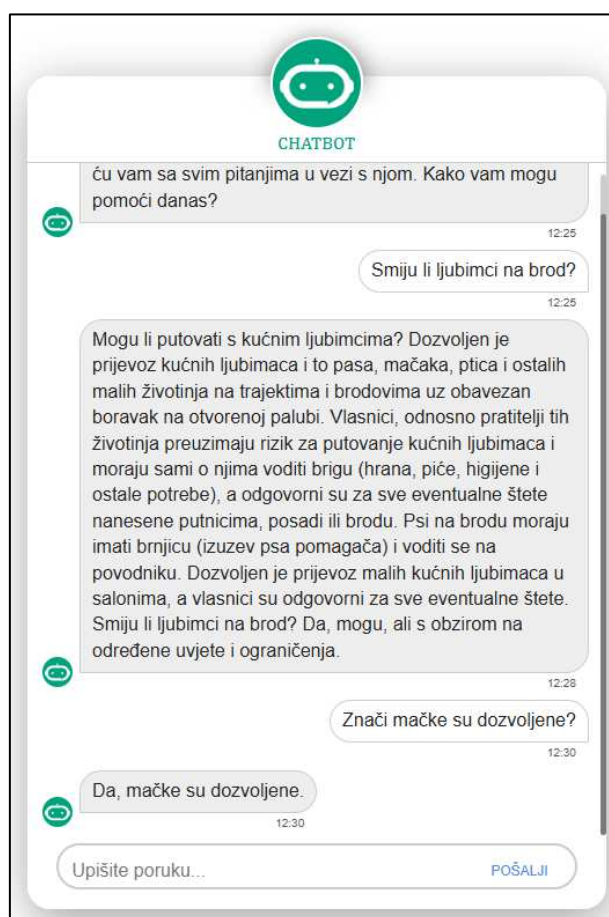 CHATBOT
ću vam sa svim pitanjima u vezi s njom. Kako vam mogu
pomoći danas?
12:25
Smiju li ljubimci na brod?
12:25
Mogu li putovati s kućnim ljubimcima? Dozvoljen je
prijevoz kućnih ljubimaca i to pasa, mačaka, ptica i ostalih
malih životinja na trajektima i brodovima uz obavezan
boravak na otvorenoj palubi. Vlasnici, odnosno pratitelji tih
životinja preuzimaju rizik za putovanje kućnih ljubimaca i
moraju sami o njima voditi brigu (hrana, piće, higijene i
ostale potrebe), a odgovorni su za sve eventualne štete
nanesene putnicima, posadi ili brodu. Psi na brodu moraju
imati brnjicu (izuzev psa pomagača) i voditi se na
povodniku. Dozvoljen je prijevoz malih kućnih ljubimaca u
salonima, a vlasnici su odgovorni za sve eventualne štete.
Smiju li ljubimci na brod? Da, mogu, ali s obzirom na
određene uvjete i ograničenja.
12:28
Znači mačke su dozvoljene?
12:30
Da, mačke su dozvoljene.
12:30
Upišite poruku... POŠALJI